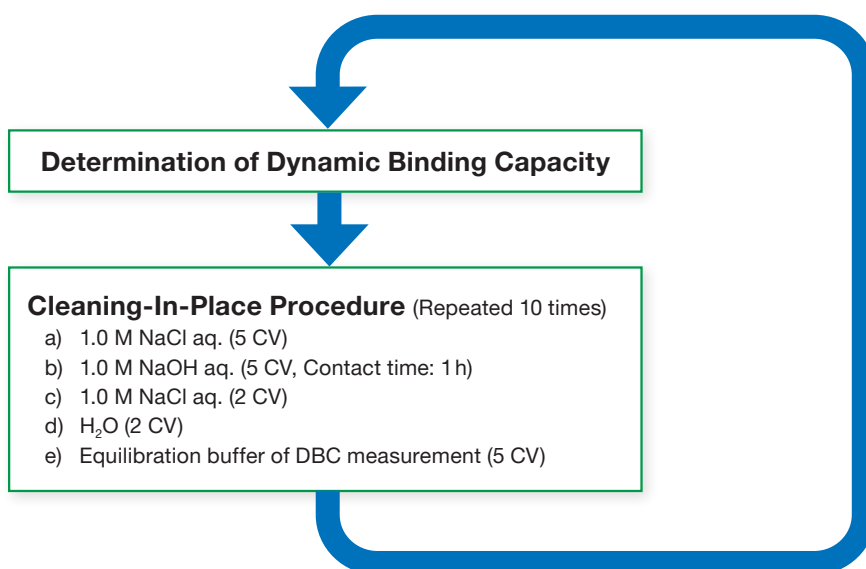 Determination of Dynamic Binding Capacity
Cleaning-In-Place Procedure (Repeated 10 times)
a) 1.0 M NaCl aq. (5 CV)
b) 1.0 M NaOH aq. (5 CV, Contact time: 1 h)
c) 1.0 M NaCl aq. (2 CV)
d) H₂O (2 CV)
e) Equilibration buffer of DBC measurement (5 CV)